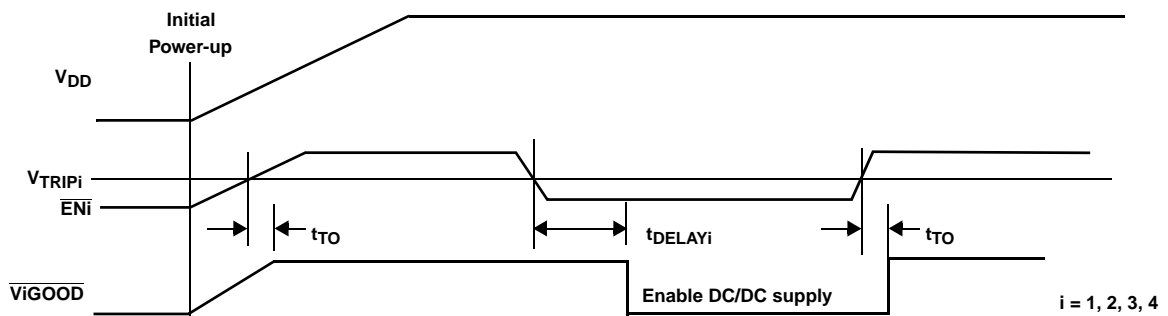 Initial
Power-up
VDD
VTRIPi
ENi
tTO
tDELAYi
tTO
ViGOOD
Enable DC/DC supply
i = 1, 2, 3, 4